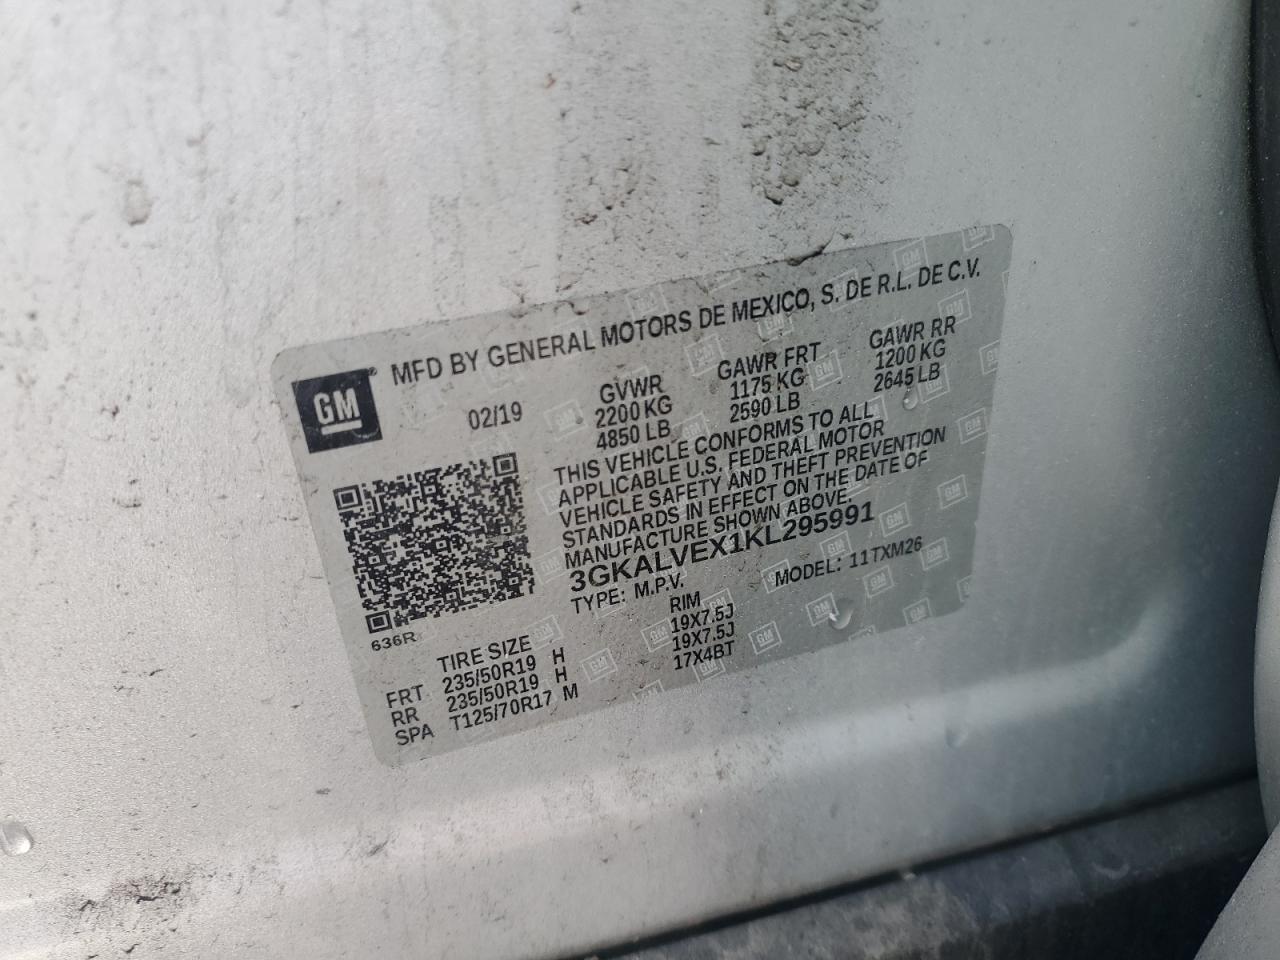 MFD BY GENERAL MOTORS DE MEXICO, S. DE R.L. DE C.V.
GM®
02/19 GVWR GAWR FRT GAWR RR
2200 KG 1175 KG 1200 KG
4850 LB 2590 LB 2645 LB
THIS VEHICLE CONFORMS TO ALL
APPLICABLE U.S. FEDERAL MOTOR
VEHICLE SAFETY AND THEFT PREVENTION
STANDARDS IN EFFECT ON THE DATE OF
MANUFACTURE SHOWN ABOVE.
3GKALVEX1KL295991
TYPE: M.P.V. MODEL: 11TXM26
636R
TIRE SIZE RIM
FRT 235/50R19 H 19X7.5J
RR 235/50R19 H 19X7.5J
SPA T125/70R17 M 17X4BT